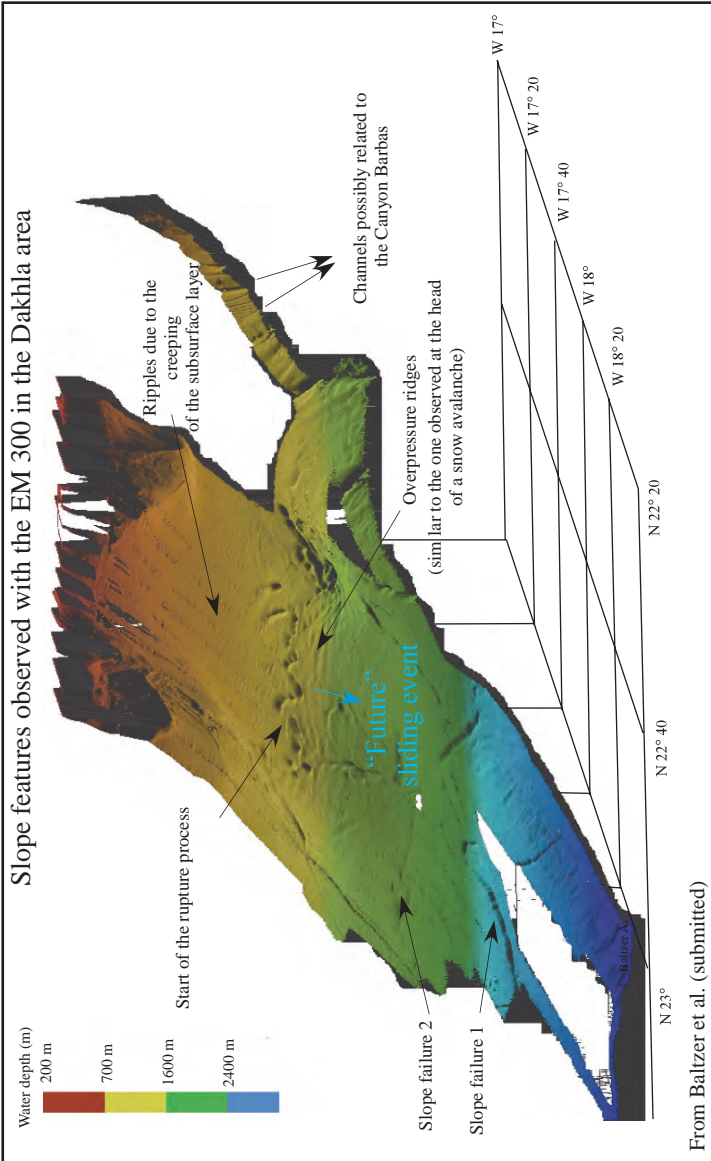 Slope features observed with the EM 300 in the Dakhla area
Water depth (m)
200 m
700 m
1600 m
2400 m
Start of the rupture process
Ripples due to the
creeping
of the subsurface layer
Channels possibly related to
the Canyon Barbas
Overpressure ridges
(similar to the one observed at the head
of a snow avalanche)
“Future”
sliding event
Slope failure 2
Slope failure 1
Baltzer A.
W 17°
W 17° 20
W 17° 40
W 18°
W 18° 20
N 22° 20
N 22° 40
N 23°
From Baltzer et al. (submitted)